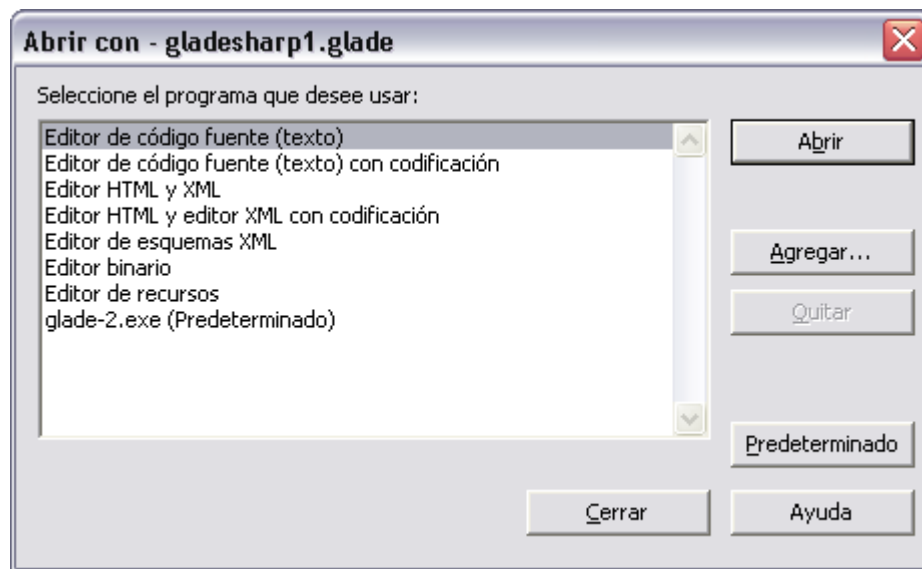 Abrir con - gladesharp1.glade
Seleccione el programa que desee usar:
Editor de código fuente (texto)
Editor de código fuente (texto) con codificación
Editor HTML y XML
Editor HTML y editor XML con codificación
Editor de esquemas XML
Editor binario
Editor de recursos
glade-2.exe (Predeterminado)
Abrir
Agregar...
Quitar
Predeterminado
Cerrar
Ayuda